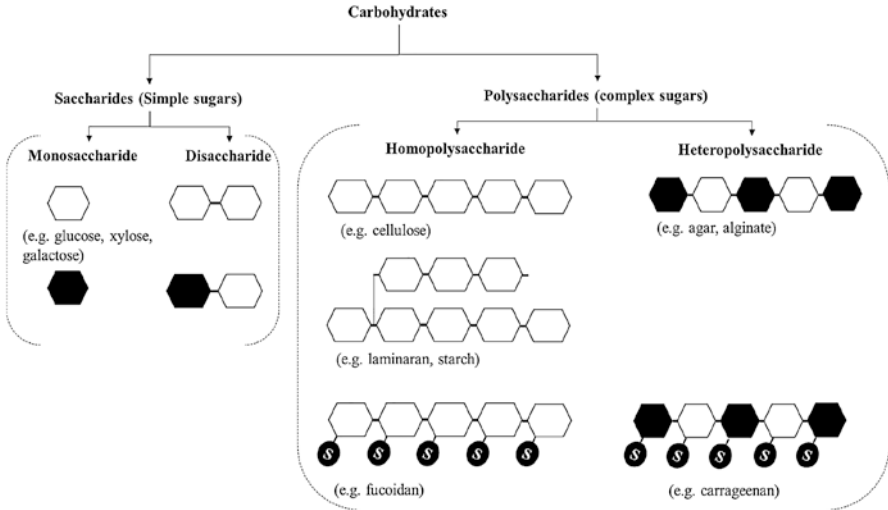 Carbohydrates
Saccharides (Simple sugars)
Polysaccharides (complex sugars)
Monosaccharide
Disaccharide
Homopolysaccharide
Heteropolysaccharide
(e.g. glucose, xylose,
galactose)
(e.g. cellulose)
(e.g. agar, alginate)
(e.g. laminaran, starch)
S S S S S
S S S S S
(e.g. fucoidan)
(e.g. carrageenan)